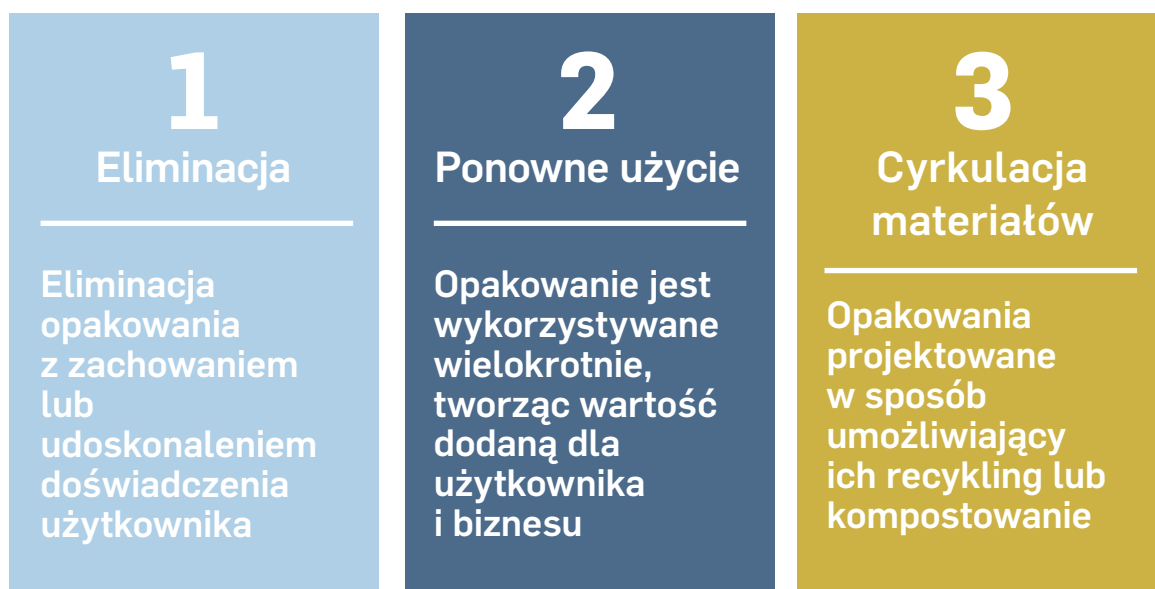 1
Eliminacja
Eliminacja
opakowania
z zachowaniem
lub
udoskonaleniem
doświadczenia
użytkownika
2
Ponowne użycie
Opakowanie jest
wykorzystywane
wielokrotnie,
tworząc wartość
dodaną dla
użytkownika
i biznesu
3
Cyrkulacja
materiałów
Opakowania
projektowane
w sposób
umożliwiający
ich recykling lub
kompostowanie